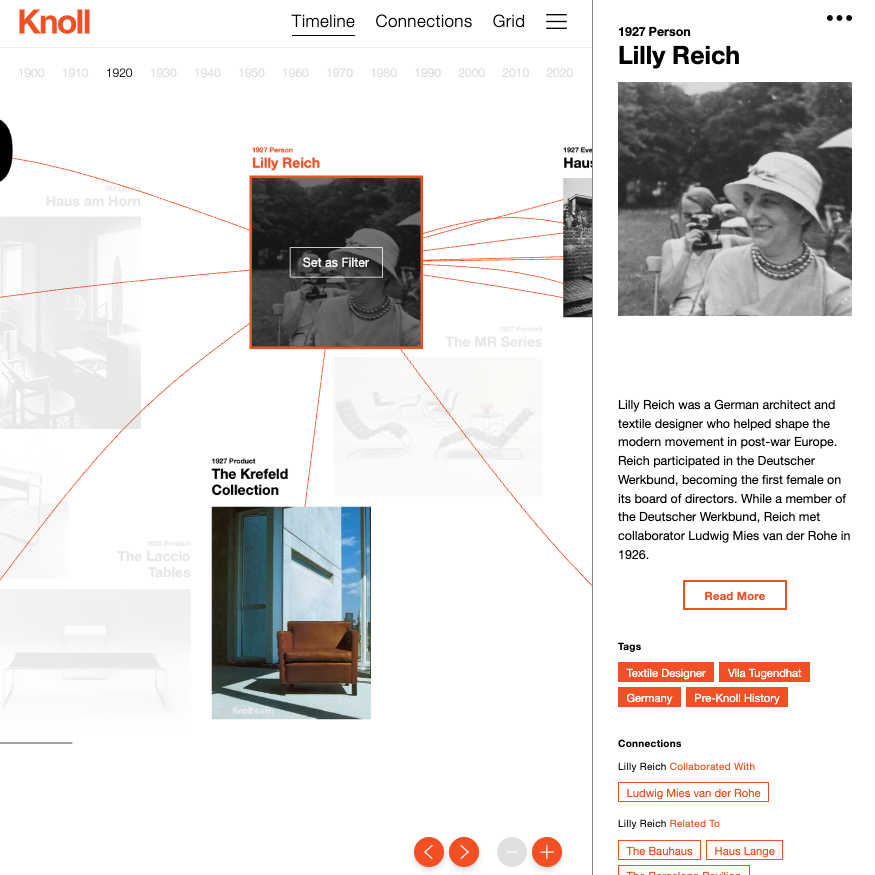 Knoll
Timeline
Connections
Grid
1900 1910 1920 1930 1940 1950 1960 1970 1980 1990 2000 2010 2020
1927 Person
Lilly Reich
Set as Filter
1927 Eve
Haus
Haus am Horn
1927 Product
The MR Series
1927 Product
The Krefeld
Collection
The Laccio
Tables
1927 Person
Lilly Reich
Lilly Reich was a German architect and
textile designer who helped shape the
modern movement in post-war Europe.
Reich participated in the Deutscher
Werkbund, becoming the first female on
its board of directors. While a member of
the Deutscher Werkbund, Reich met
collaborator Ludwig Mies van der Rohe in
1926.
Read More
Tags
Textile Designer
Vila Tugendhat
Germany
Pre-Knoll History
Connections
Lilly Reich Collaborated With
Ludwig Mies van der Rohe
Lilly Reich Related To
The Bauhaus
Haus Lange
The Barcelona Pavilion